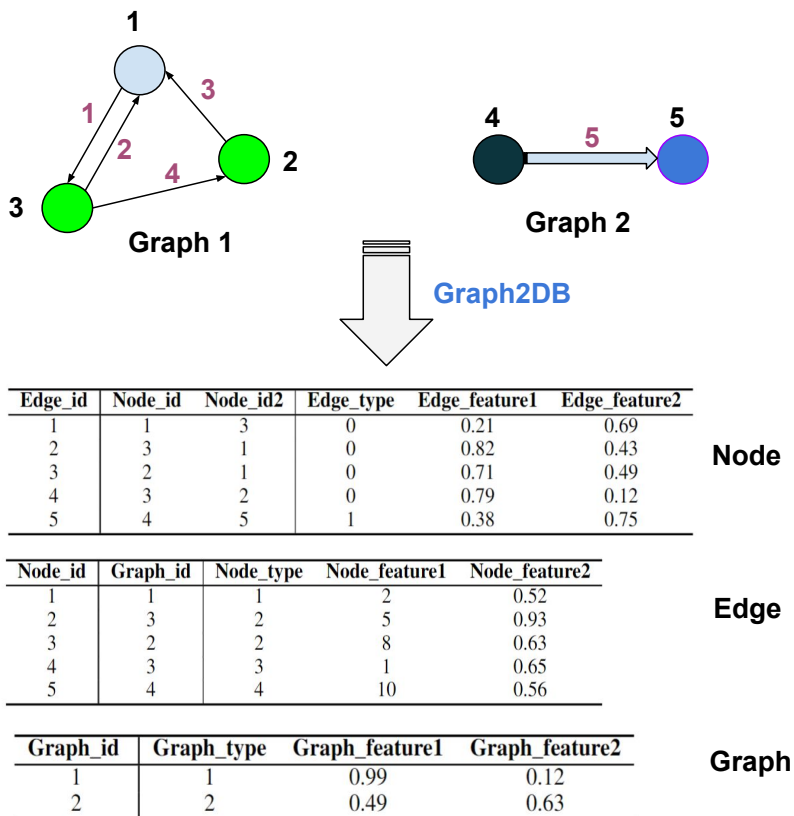 1
1
3
2
4
2
3
Graph 1
4
5
5
Graph 2
Graph2DB
Edge_id Node_id Node_id2 Edge_type Edge_feature1 Edge_feature2
1 1 3 0 0.21 0.69
2 3 1 0 0.82 0.43
3 2 1 0 0.71 0.49
4 3 2 0 0.79 0.12
5 4 5 1 0.38 0.75
Node
Node_id Graph_id Node_type Node_feature1 Node_feature2
1 1 1 2 0.52
2 3 2 5 0.93
3 2 2 8 0.63
4 3 3 1 0.65
5 4 4 10 0.56
Edge
Graph_id Graph_type Graph_feature1 Graph_feature2
1 1 0.99 0.12
2 2 0.49 0.63
Graph